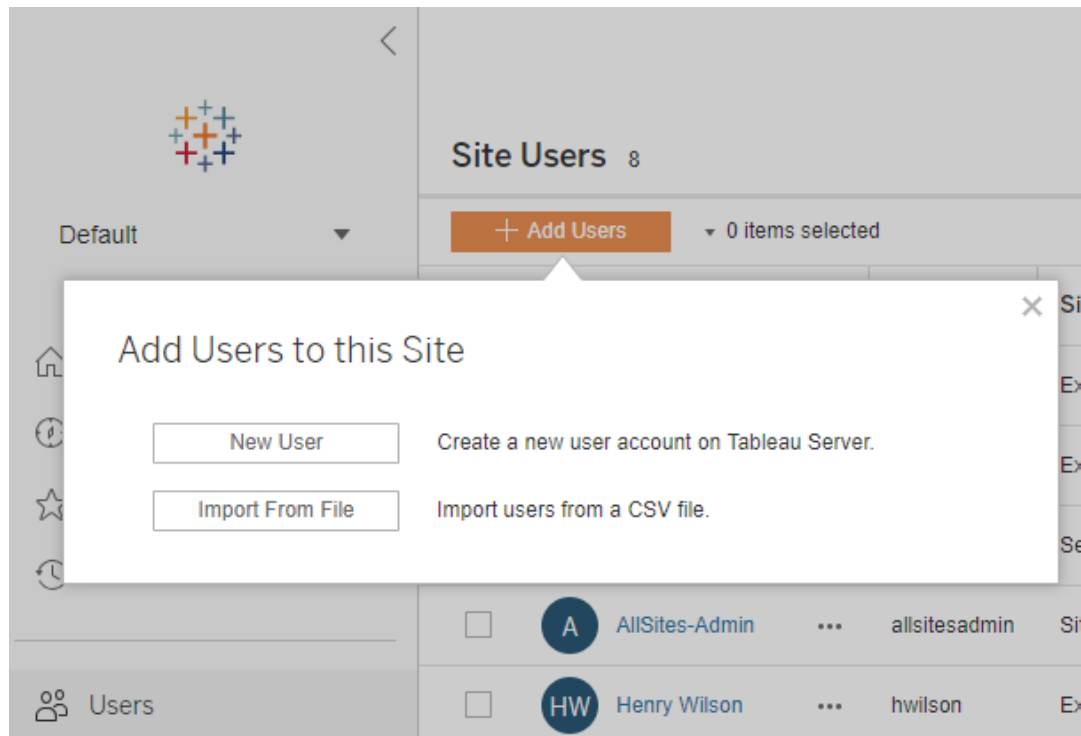 Site Users 8
Default
+ Add Users
0 items selected
Add Users to this Site
New User
Create a new user account on Tableau Server.
Import From File
Import users from a CSV file.
A AllSites-Admin ... allsitesadmin
Users
HW Henry Wilson ... hwilson